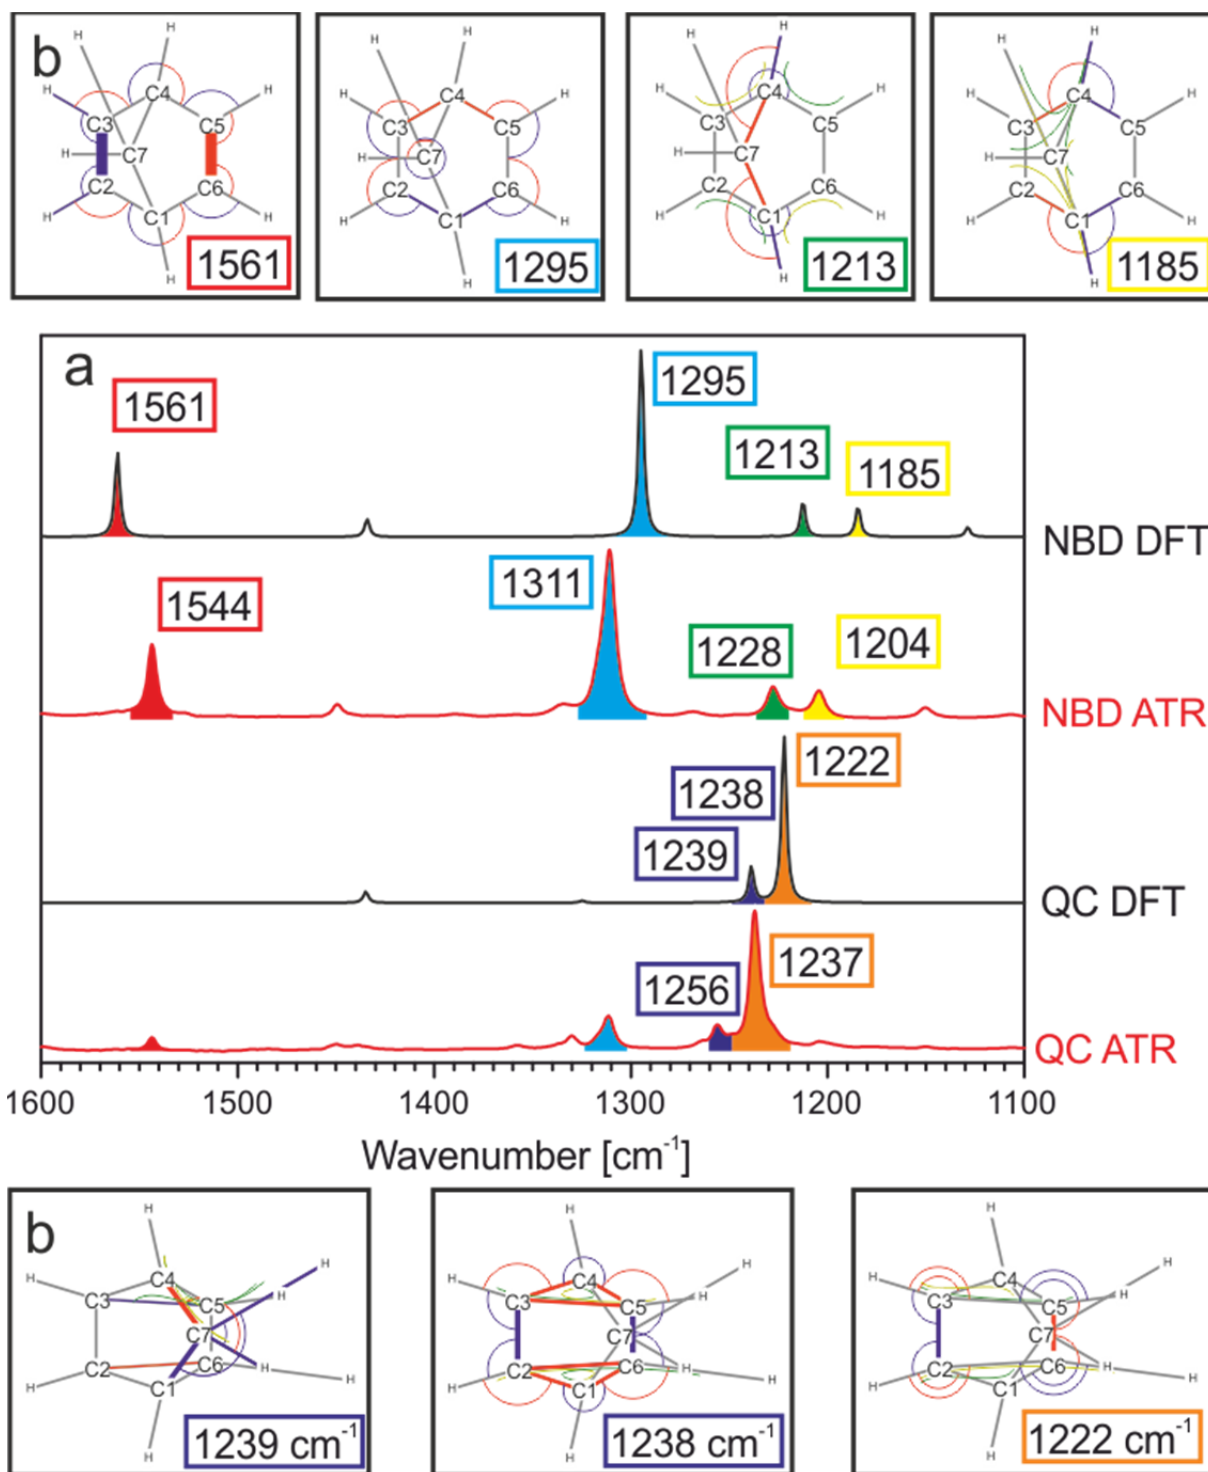 b
H H H H
C4
C3 C5
H C7
C2 C6
H C1 H
H
1561
H H
H C4 H
C3 C5
H C7
C2 C6
H C1 H
H
1295
H H
H C4 H
C3 C5
H C7
C2 C6
H C1 H
H
1213
H H
H C4 H
C3 C5
H C7
C2 C6
H C1 H
H
1185
a
1561
1295
1213
1185
NBD DFT
1544
1311
1228
1204
NBD ATR
1239
1238
1222
QC DFT
1256
1237
QC ATR
1600 1500 1400 1300 1200 1100
Wavenumber [cm-1]
b
H
H C4 H
C3 C5 H
C7
C2 C6 H
H C1 H
H
1239 cm-1
H
H C4 H
C3 C5 H
C7
C2 C6 H
H C1 H
H
1238 cm-1
H
H C4 H
C3 C5 H
C7
C2 C6 H
H C1 H
H
1222 cm-1